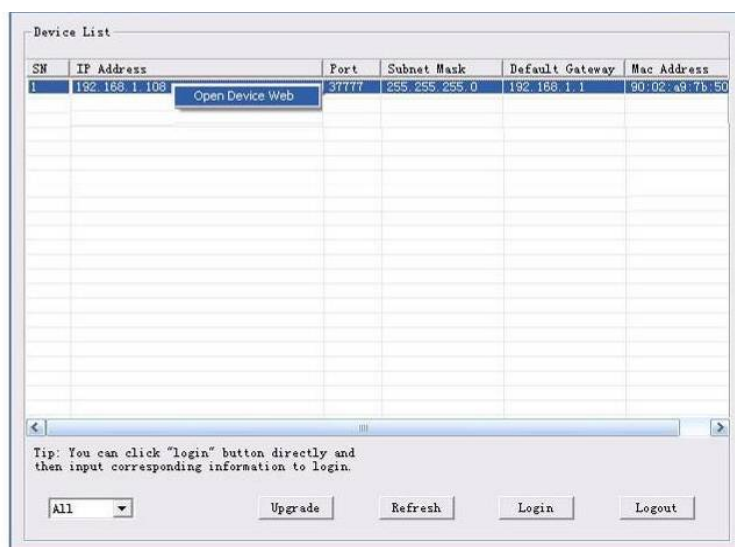 Device List
SN IP Address Port Subnet Mask Default Gateway Mac Address
1 192.168.1.108 37777 255.255.255.0 192.168.1.1 90:02:a9:7b:50
Open Device Web
Tip: You can click "login" button directly and
then input corresponding information to login.
All Upgrade Refresh Login Logout